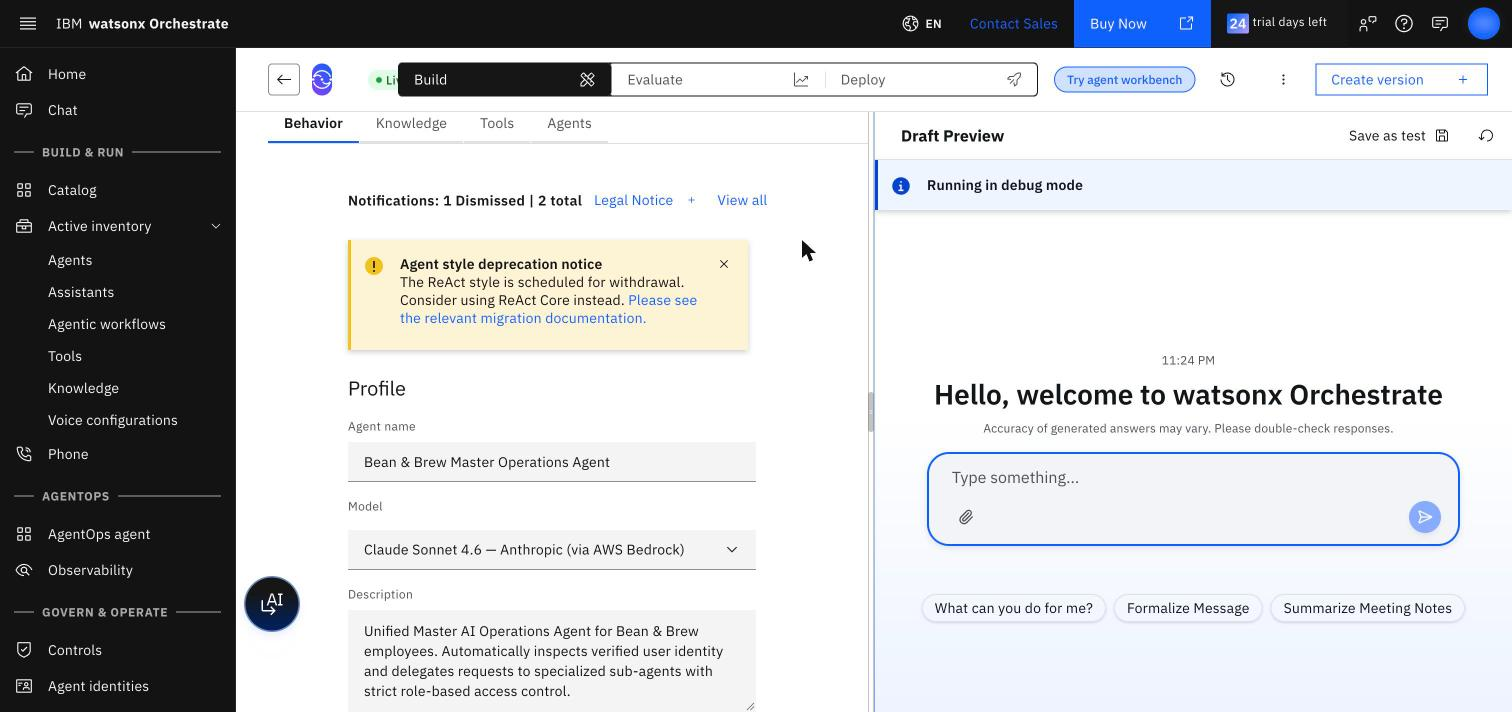 IBM watsonx Orchestrate
EN
Contact Sales
Buy Now
24 trial days left
Home
Chat
BUILD & RUN
Catalog
Active inventory
Agents
Assistants
Agentic workflows
Tools
Knowledge
Voice configurations
Phone
AGENTOPS
AgentOps agent
Observability
GOVERN & OPERATE
Controls
Agent identities
Build
Evaluate
Deploy
Try agent workbench
Create version +
Behavior
Knowledge
Tools
Agents
Notifications: 1 Dismissed | 2 total Legal Notice + View all
Agent style deprecation notice
The ReAct style is scheduled for withdrawal.
Consider using ReAct Core instead. Please see
the relevant migration documentation.
Profile
Agent name
Bean & Brew Master Operations Agent
Model
Claude Sonnet 4.6 — Anthropic (via AWS Bedrock)
Description
Unified Master AI Operations Agent for Bean & Brew
employees. Automatically inspects verified user identity
and delegates requests to specialized sub-agents with
strict role-based access control.
AI
Draft Preview
Save as test
Running in debug mode
11:24 PM
Hello, welcome to watsonx Orchestrate
Accuracy of generated answers may vary. Please double-check responses.
Type something...
What can you do for me?
Formalize Message
Summarize Meeting Notes